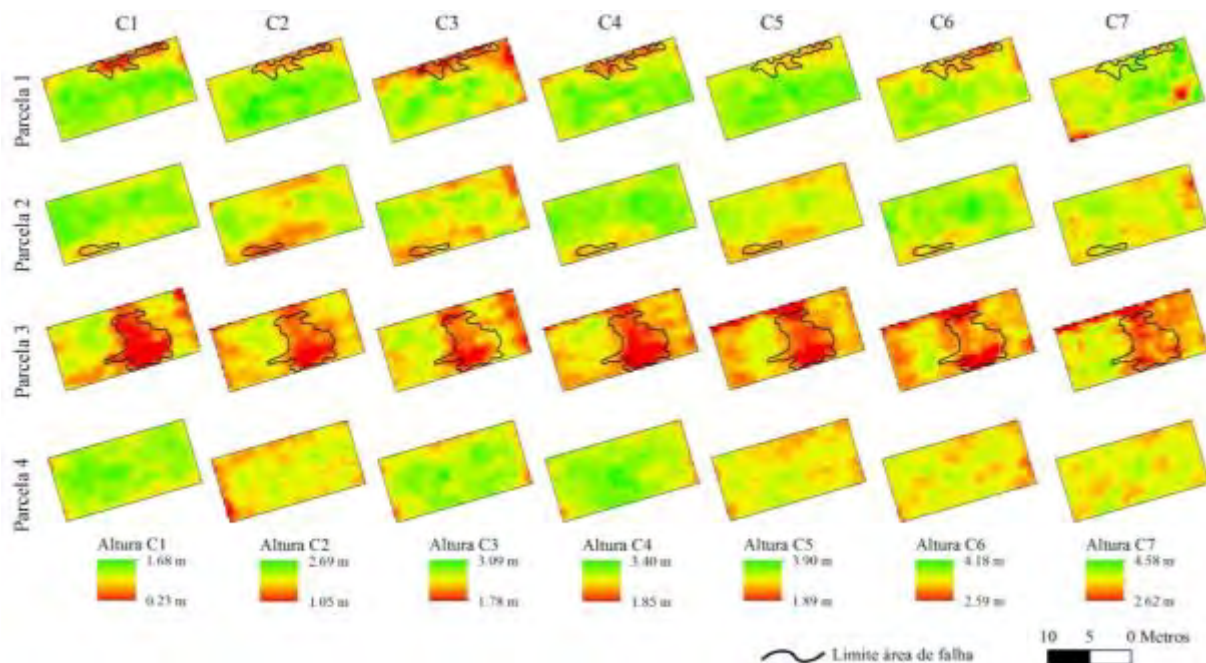 C1 C2 C3 C4 C5 C6 C7
Parcela 1
Parcela 2
Parcela 3
Parcela 4
Altura C1 Altura C2 Altura C3 Altura C4 Altura C5 Altura C6 Altura C7
1.68 m 2.69 m 3.09 m 3.40 m 3.90 m 4.18 m 4.58 m
0.23 m 1.05 m 1.78 m 1.85 m 1.89 m 2.59 m 2.62 m
10 5 0 Metros
Limite área de falha